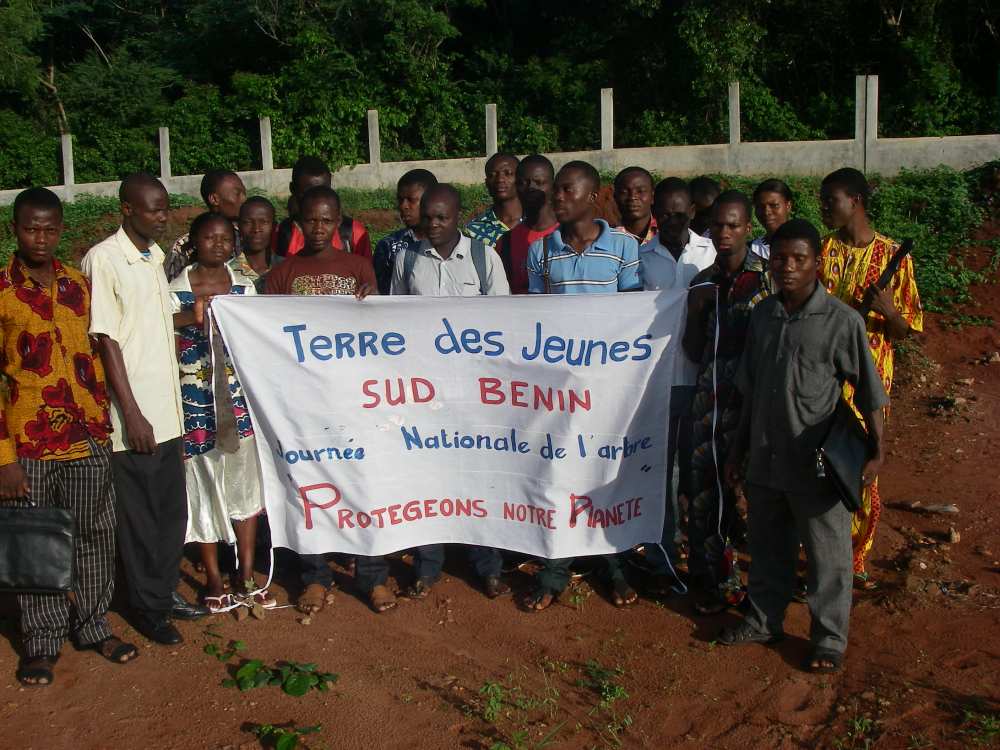 Terre des Jeunes
SUD BENIN
Journée Nationale de l'arbre
"PROTEGEONS NOTRE PLANETE"